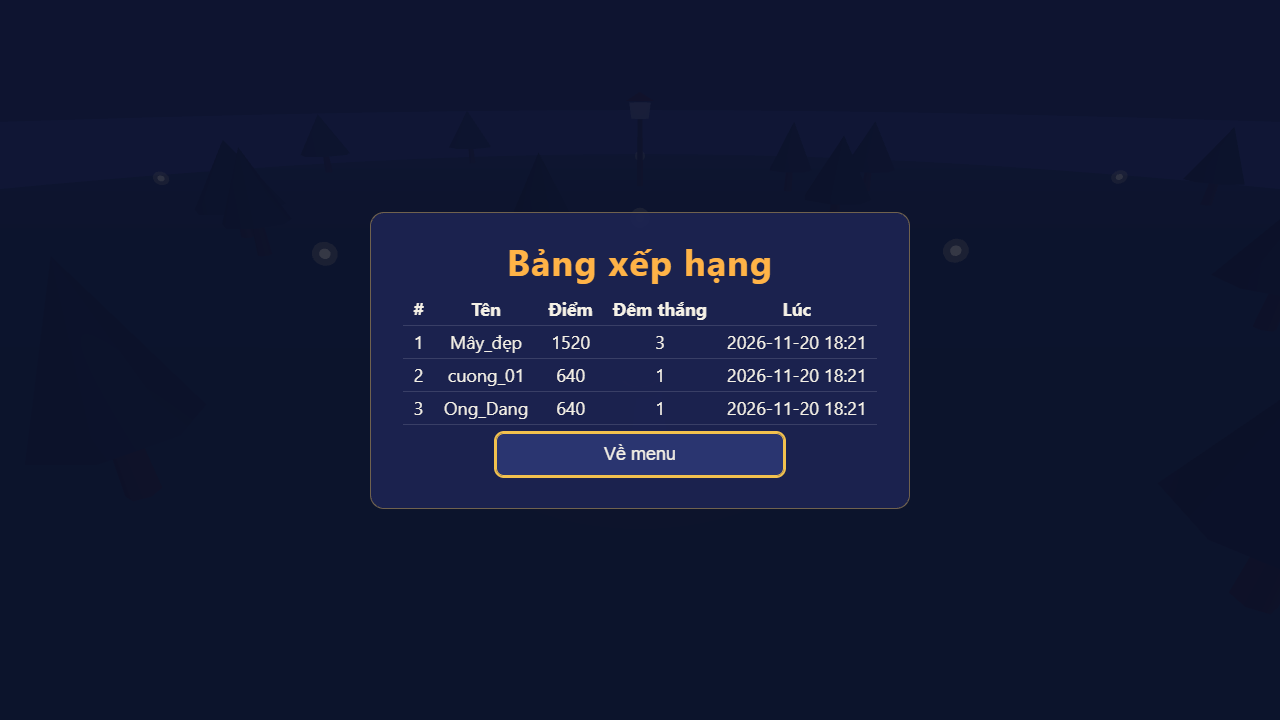 Bảng xếp hạng
# Tên Điểm Đêm thắng Lúc
1 Mây_đẹp 1520 3 2026-11-20 18:21
2 cuong_01 640 1 2026-11-20 18:21
3 Ong_Dang 640 1 2026-11-20 18:21
Về menu